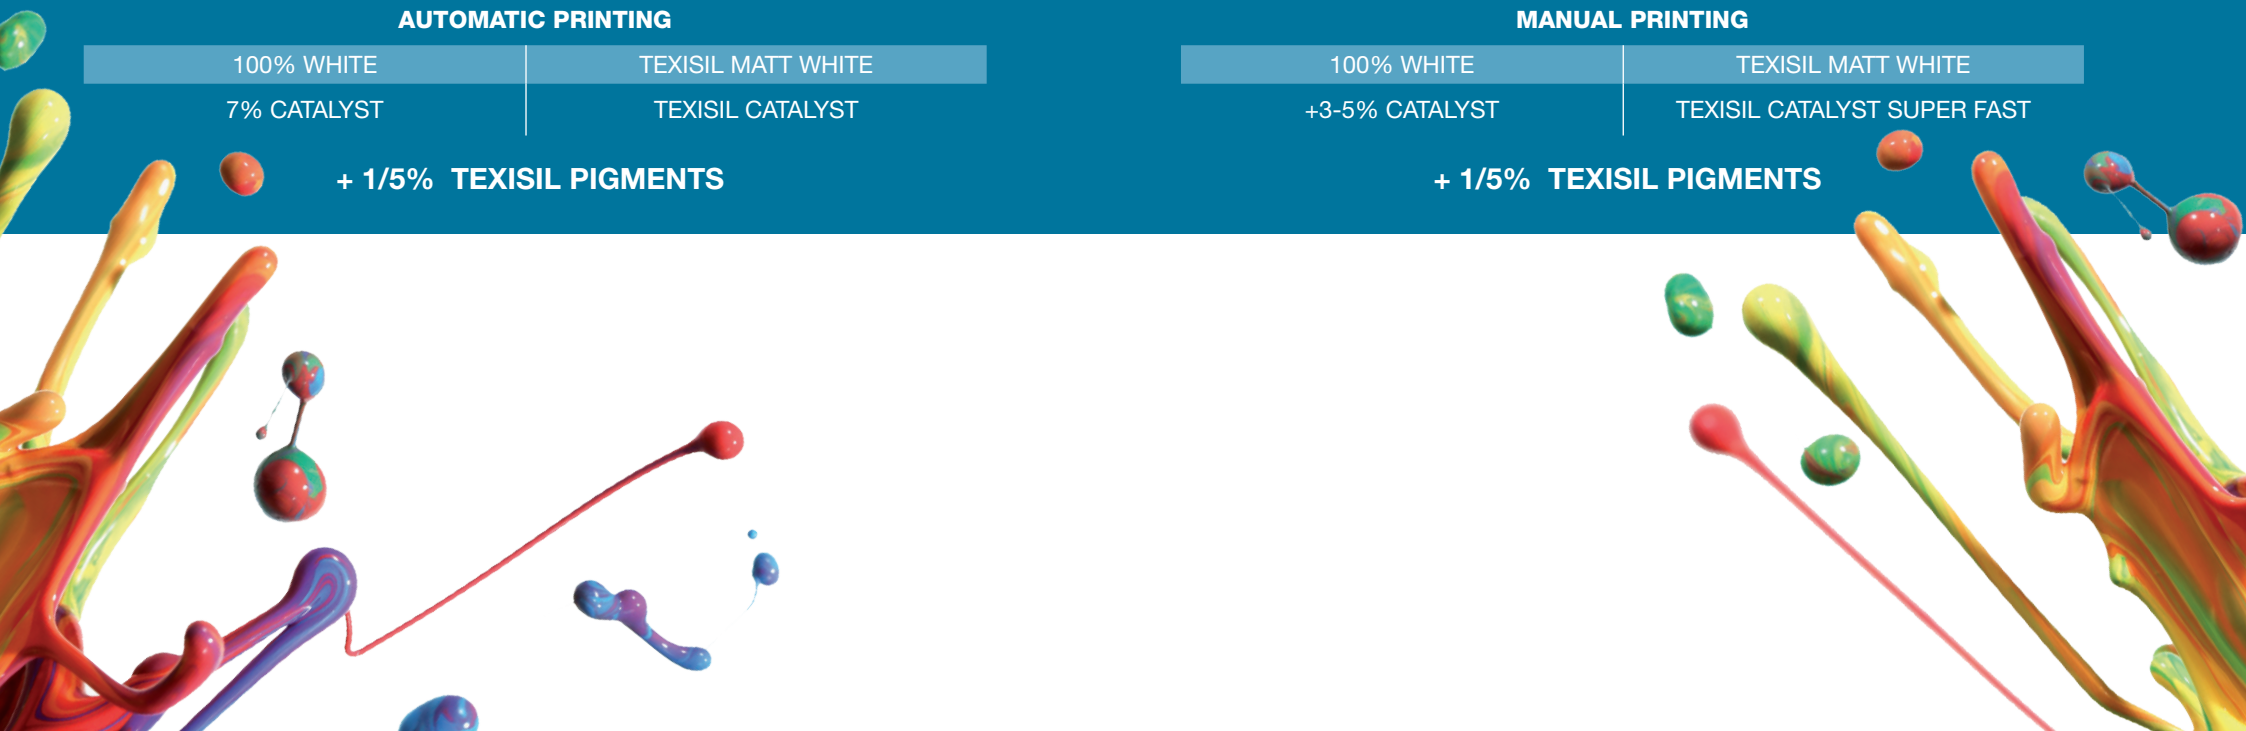 AUTOMATIC PRINTING
100% WHITE TEXISIL MATT WHITE
7% CATALYST TEXISIL CATALYST
+ 1/5% TEXISIL PIGMENTS
MANUAL PRINTING
100% WHITE TEXISIL MATT WHITE
+3-5% CATALYST TEXISIL CATALYST SUPER FAST
+ 1/5% TEXISIL PIGMENTS